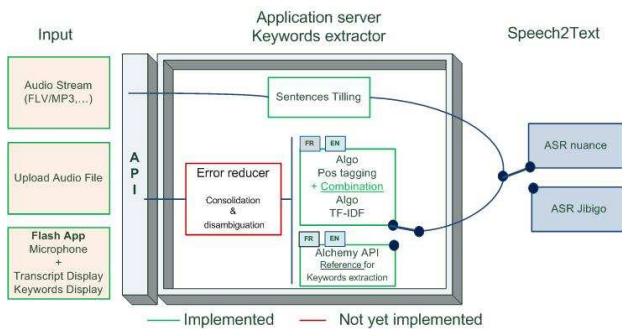 Input
Application server
Keywords extractor
Speech2Text
Audio Stream
(FLV/MP3,...)
Upload Audio File
Flash App
Microphone
+
Transcript Display
Keywords Display
API
Sentences Tilling
Error reducer
Consolidation
&
disambiguation
FR EN
Algo
Pos tagging
+ Combination
Algo
TF-IDF
FR EN
Alchemy API
Reference for
Keywords extraction
ASR nuance
ASR Jibigo
Implemented
Not yet implemented